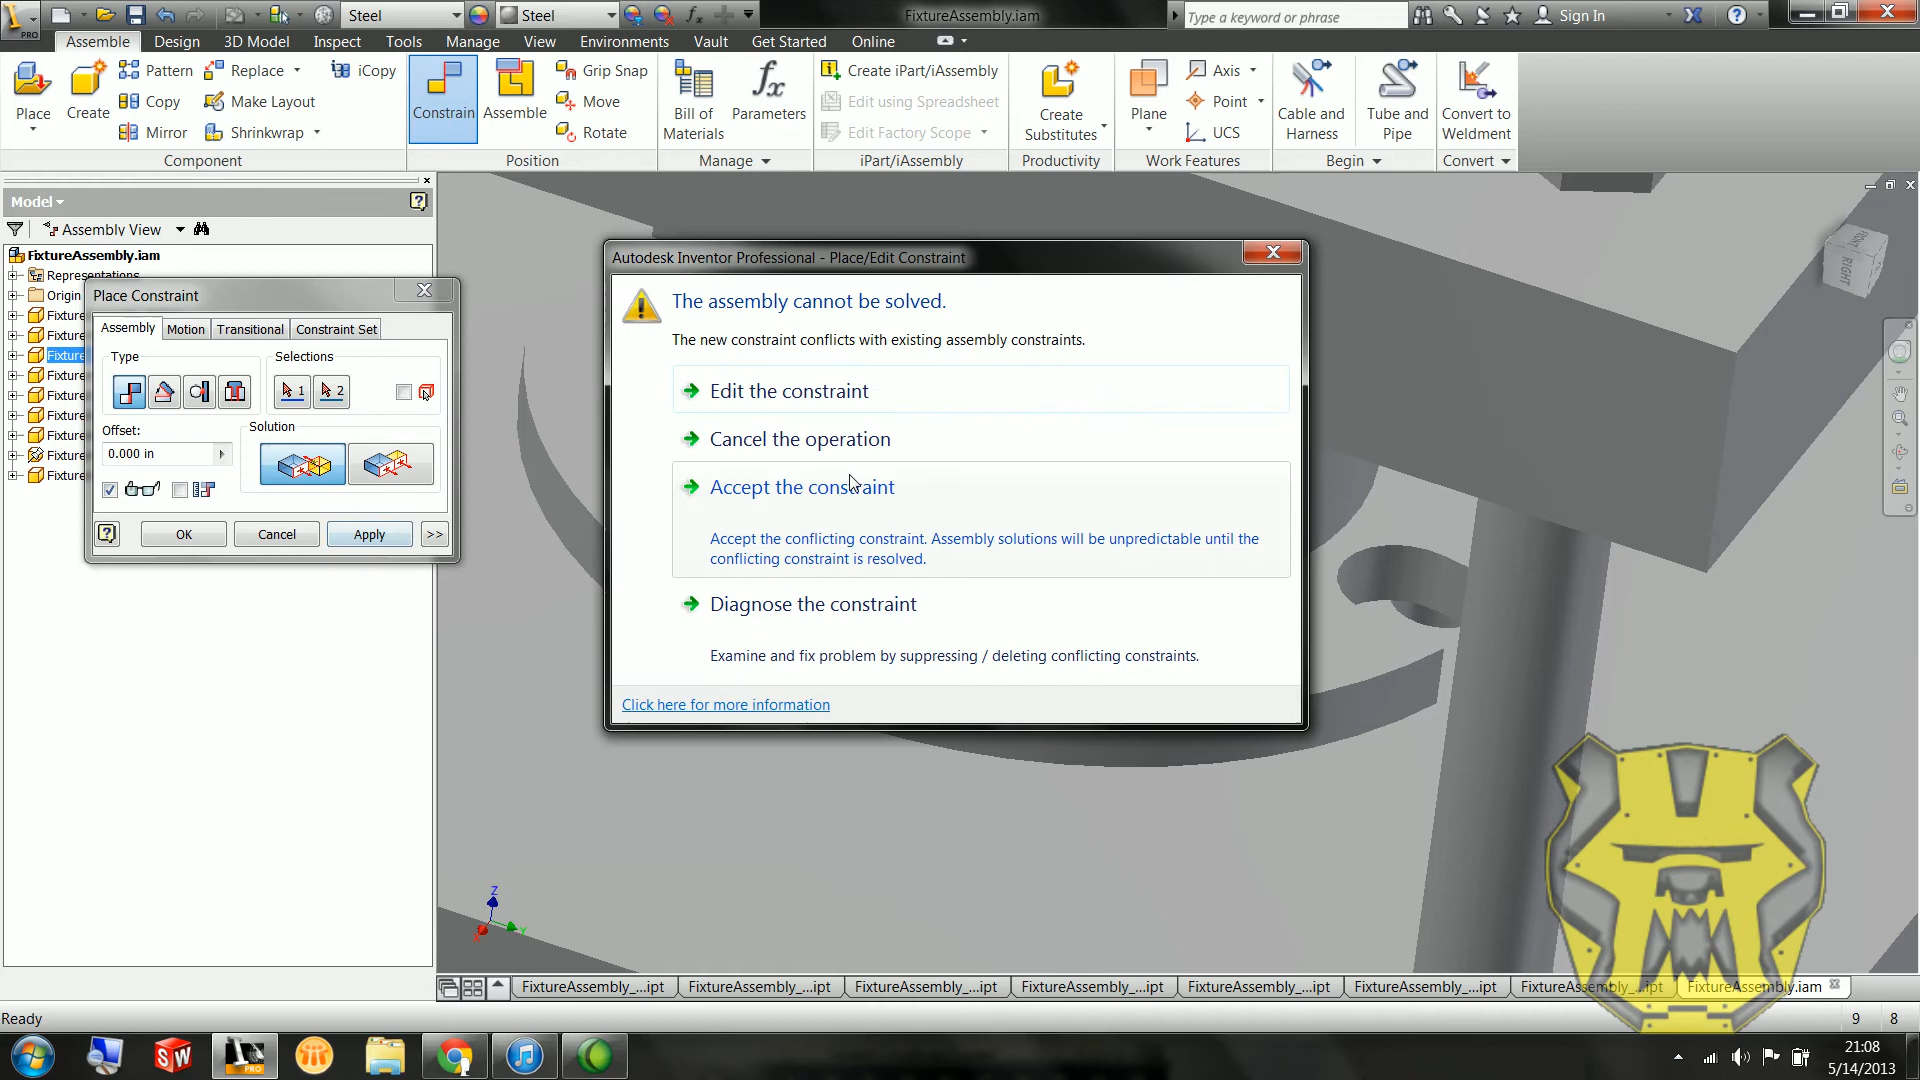 PRO
Steel
Steel
FixtureAssembly.iam
Type a keyword or phrase
Sign In
Assemble Design 3D Model Inspect Tools Manage View Environments Vault Get Started Online
Place
Create
Pattern
Copy
Mirror
Replace
Make Layout
Shrinkwrap
iCopy
Component
Constrain
Assemble
Grip Snap
Move
Rotate
Position
Bill of
Materials
Parameters
Manage
Create iPart/iAssembly
Edit using Spreadsheet
Edit Factory Scope
iPart/iAssembly
Create
Substitutes
Productivity
Plane
Axis
Point
UCS
Work Features
Cable and
Harness
Tube and
Pipe
Begin
Convert to
Weldment
Convert
Model
Assembly View
FixtureAssembly.iam
Representations
Origin
Fixture
Fixture
Fixture
Fixture
Fixture
Fixture
Fixture
Fixture
Fixture
Place Constraint
Assembly Motion Transitional Constraint Set
Type
Selections
1
2
Offset:
0.000 in
Solution
OK
Cancel
Apply
>>
Autodesk Inventor Professional - Place/Edit Constraint
The assembly cannot be solved.
The new constraint conflicts with existing assembly constraints.
Edit the constraint
Cancel the operation
Accept the constraint
Accept the conflicting constraint. Assembly solutions will be unpredictable until the
conflicting constraint is resolved.
Diagnose the constraint
Examine and fix problem by suppressing / deleting conflicting constraints.
Click here for more information
FRONT
RIGHT
Z
Y
X
FixtureAssembly_...ipt FixtureAssembly_...ipt FixtureAssembly_...ipt FixtureAssembly_...ipt FixtureAssembly_...ipt FixtureAssembly_...ipt FixtureAssembly_...ipt FixtureAssembly.iam
Ready
9 8
SW
PRO
21:08
5/14/2013